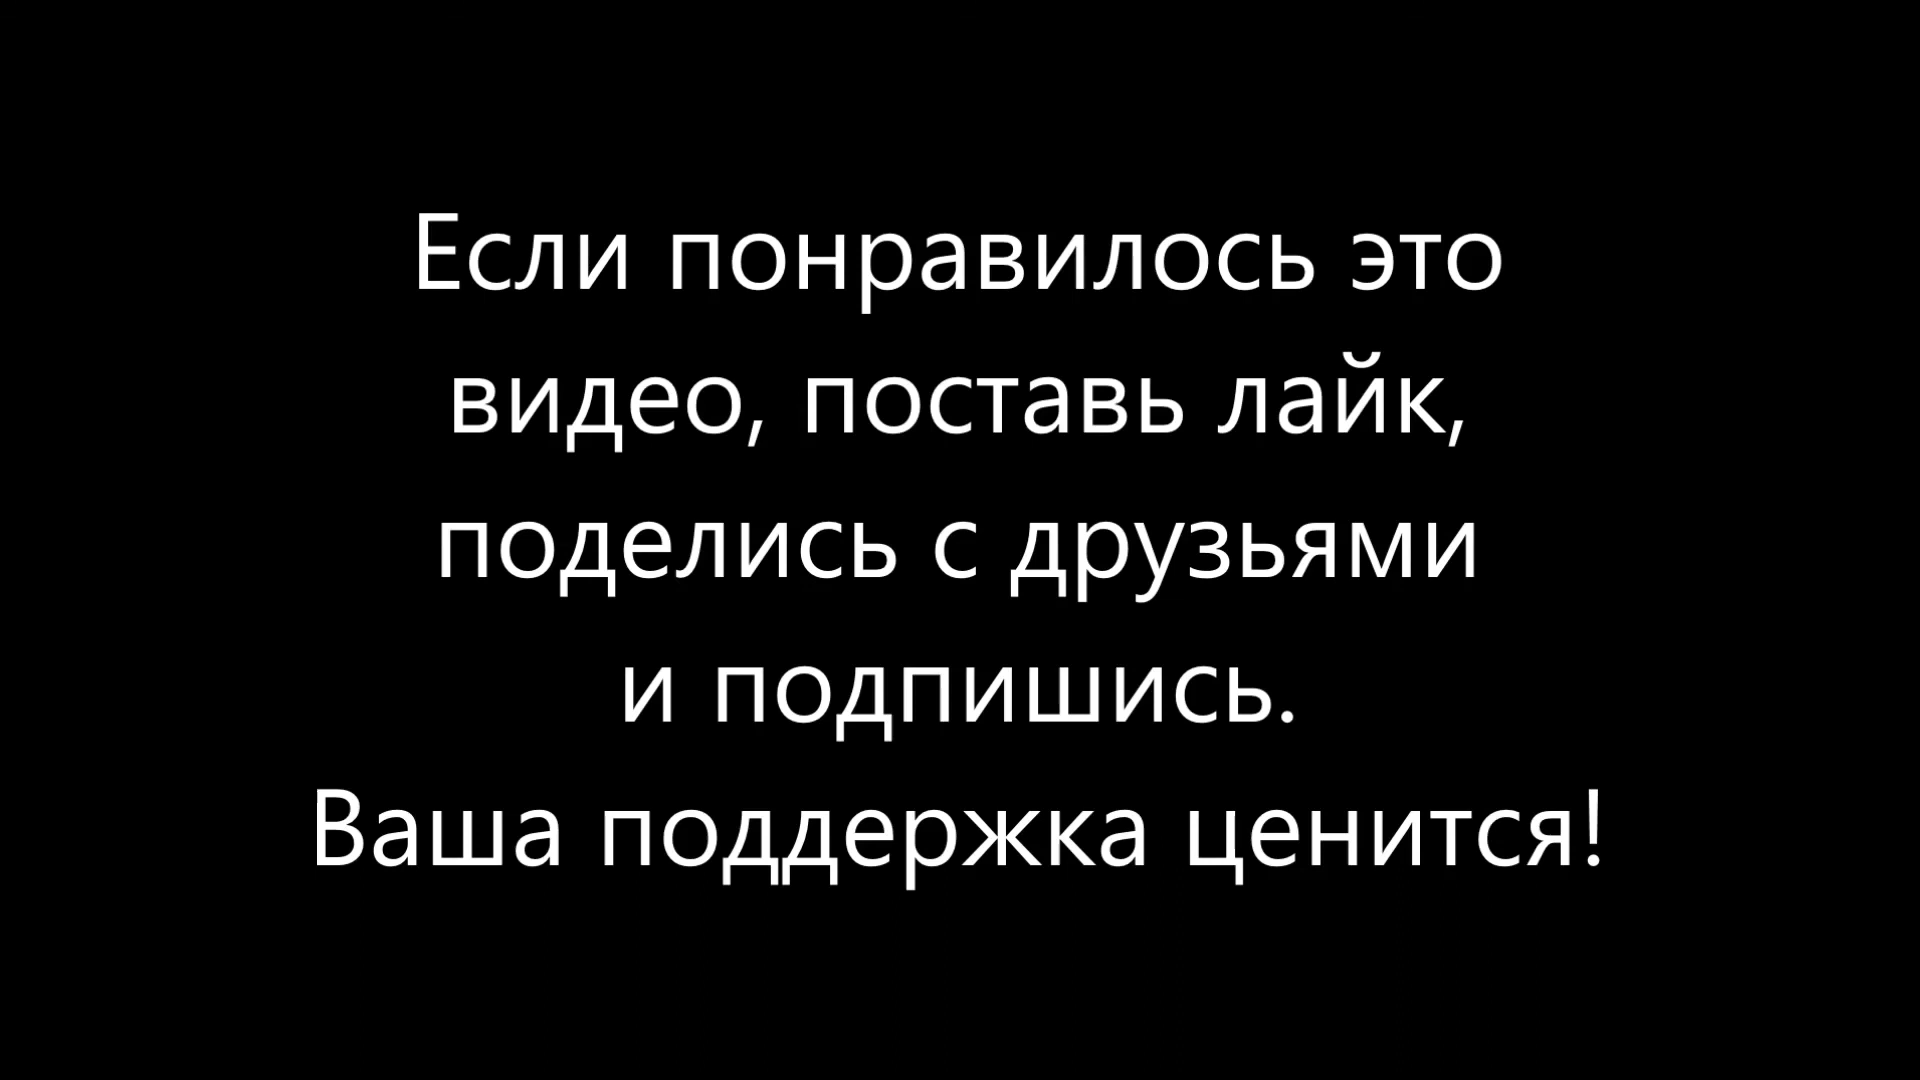 Если понравилось это
видео, поставь лайк,
поделись с друзьями
и подпишись.
Ваша поддержка ценится!